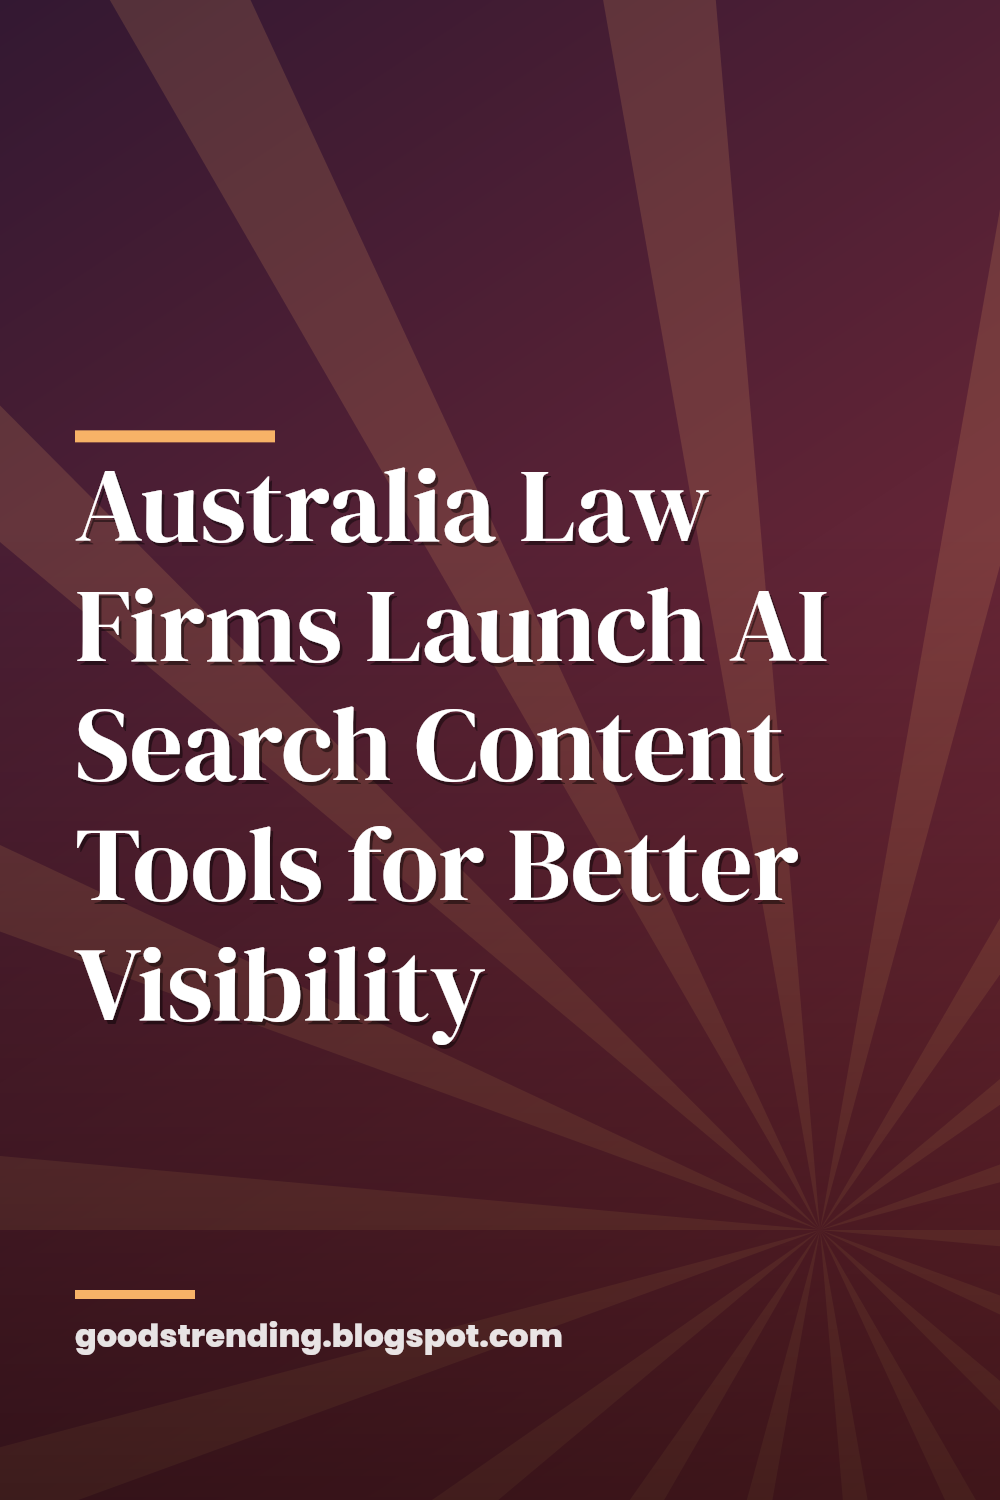 Australia Law
Firms Launch AI
Search Content
Tools for Better
Visibility
goodstrending.blogspot.com